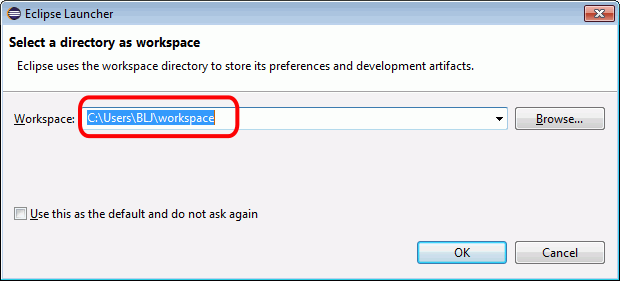 Eclipse Launcher
Select a directory as workspace
Eclipse uses the workspace directory to store its preferences and development artifacts.
Workspace: C:\Users\BLJ\workspace Browse...
Use this as the default and do not ask again
OK Cancel